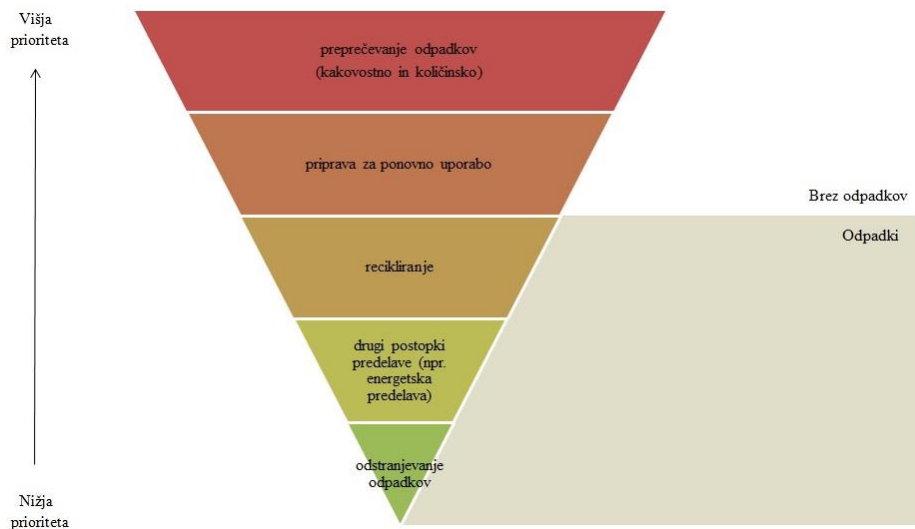 Višja
prioriteta
preprečevanje odpadkov
(kakovostno in količinsko)
priprava za ponovno uporabo
Brez odpadkov
Odpadki
recikliranje
drugi postopki
predelave (npr.
energetska
predelava)
odstranjevanje
odpadkov
Nižja
prioriteta